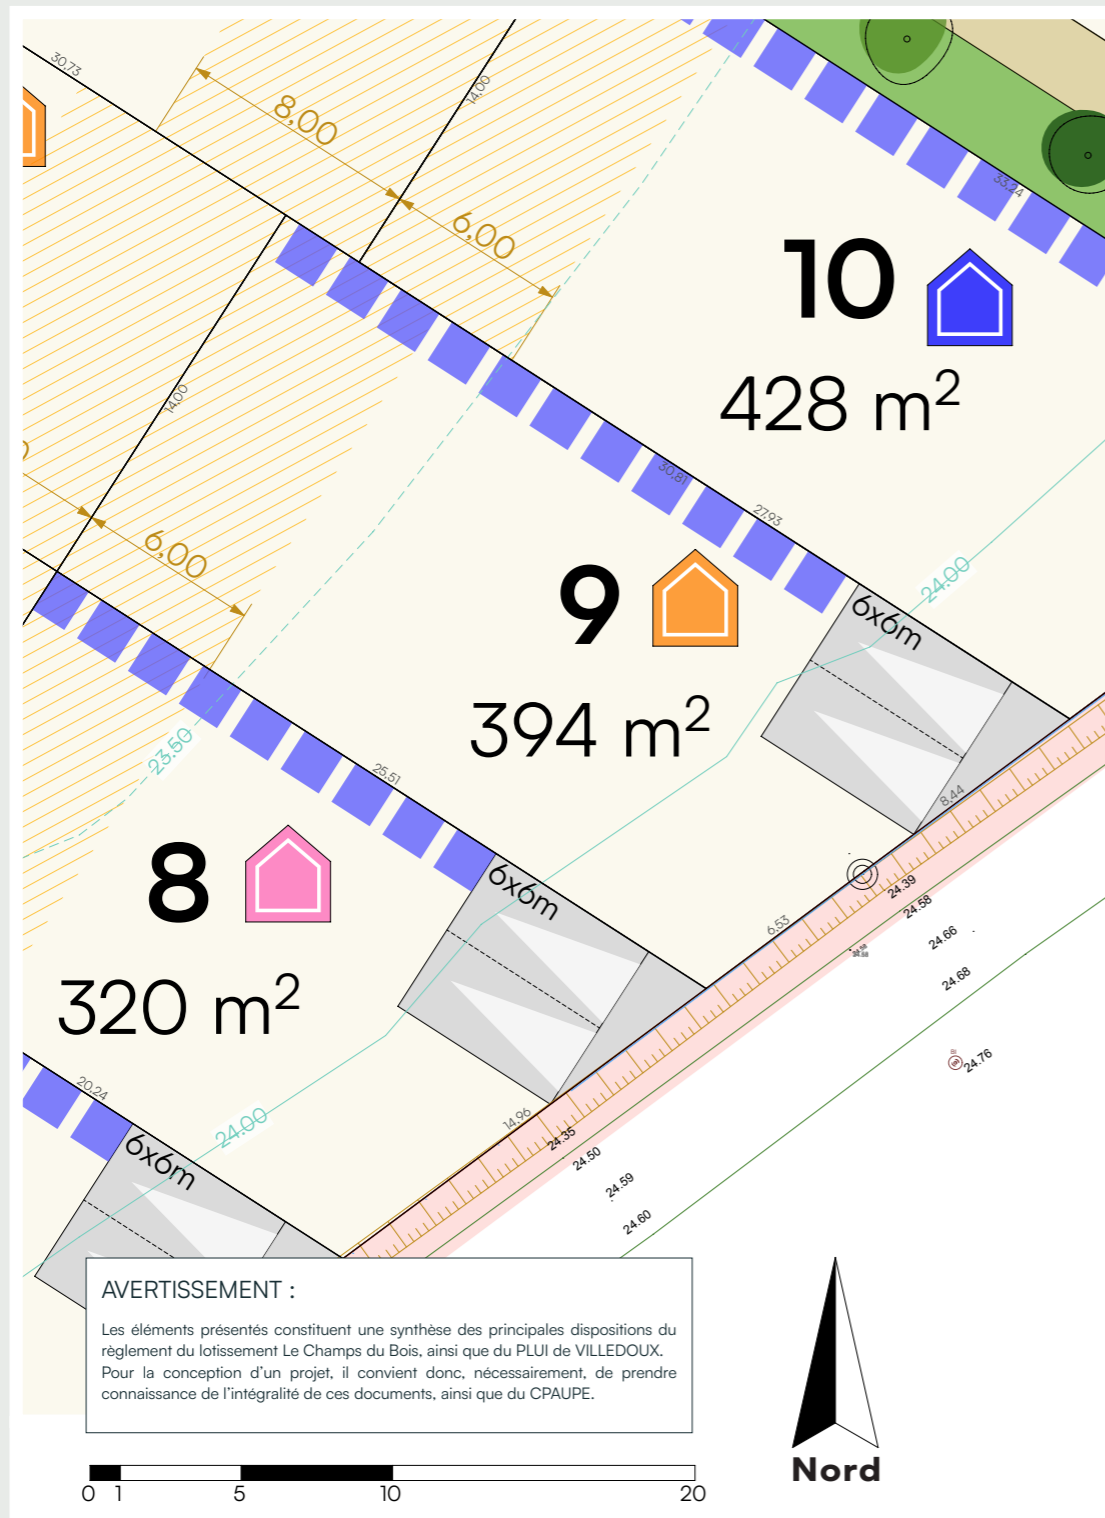 30,73
8,00
14,00
33,24
6,00
10
428 m²
14,00
30,81
27,93
24.00
6,00
9
6x6m
394 m²
23.50
25,51
8,44
8
6x6m
24.39
24.58
6,53
24.66
320 m²
24.68
24.76
20,24
14,96
24.00
6x6m
24.35
24.50
24.59
24.60
AVERTISSEMENT :
Les éléments présentés constituent une synthèse des principales dispositions du
règlement du lotissement Le Champs du Bois, ainsi que du PLUI de VILLEDOUX.
Pour la conception d'un projet, il convient donc, nécessairement, de prendre
connaissance de l'intégralité de ces documents, ainsi que du CPAUPE.
Nord
0 1 5 10 20